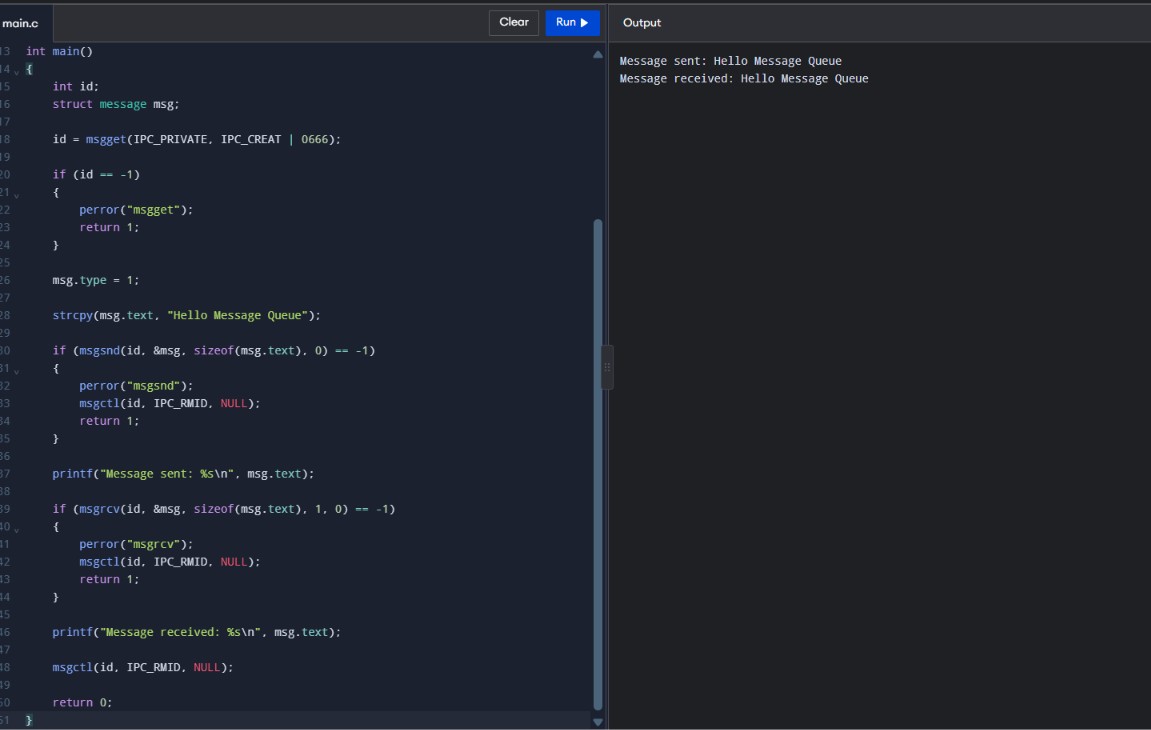 main.c
Clear
Run
Output
13 int main()
14 {
15 int id;
16 struct message msg;
17
18 id = msgget(IPC_PRIVATE, IPC_CREAT | 0666);
19
20 if (id == -1)
21 {
22 perror("msgget");
23 return 1;
24 }
25
26 msg.type = 1;
27
28 strcpy(msg.text, "Hello Message Queue");
29
30 if (msgsnd(id, &msg, sizeof(msg.text), 0) == -1)
31 {
32 perror("msgsnd");
33 msgctl(id, IPC_RMID, NULL);
34 return 1;
35 }
36
37 printf("Message sent: %s\n", msg.text);
38
39 if (msgrcv(id, &msg, sizeof(msg.text), 1, 0) == -1)
40 {
41 perror("msgrcv");
42 msgctl(id, IPC_RMID, NULL);
43 return 1;
44 }
45
46 printf("Message received: %s\n", msg.text);
47
48 msgctl(id, IPC_RMID, NULL);
49
50 return 0;
51 }
Message sent: Hello Message Queue
Message received: Hello Message Queue